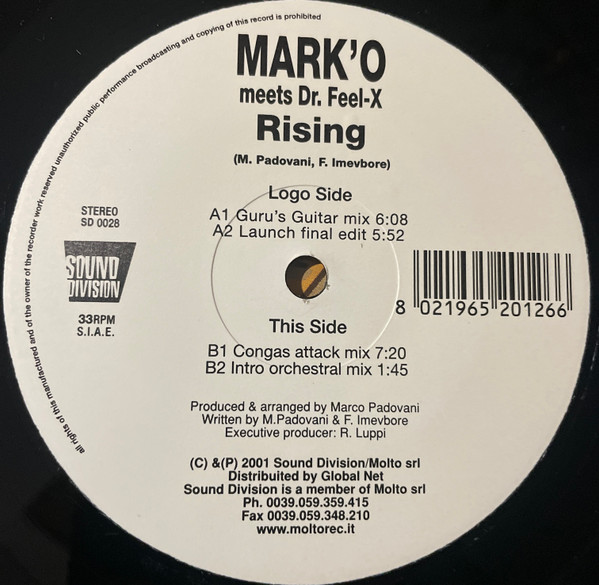 all rights of this manufactured and of the owner of the recorder work reserved unauthorized public performance broadcasting and copying of this record is prohibited
MARK'O
meets Dr. Feel-X
Rising
(M. Padovani, F. Imevbore)
Logo Side
A1 Guru's Guitar mix 6:08
A2 Launch final edit 5:52
STEREO
SD 0028
SOUND
DIVISION
33RPM
S.I.A.E.
8 021965 201266
This Side
B1 Congas attack mix 7:20
B2 Intro orchestral mix 1:45
Produced & arranged by Marco Padovani
Written by M.Padovani & F. Imevbore
Executive producer: R. Luppi
(C) &(P) 2001 Sound Division/Molto srl
Distribuited by Global Net
Sound Division is a member of Molto srl
Ph. 0039.059.359.415
Fax 0039.059.348.210
www.moltorec.it